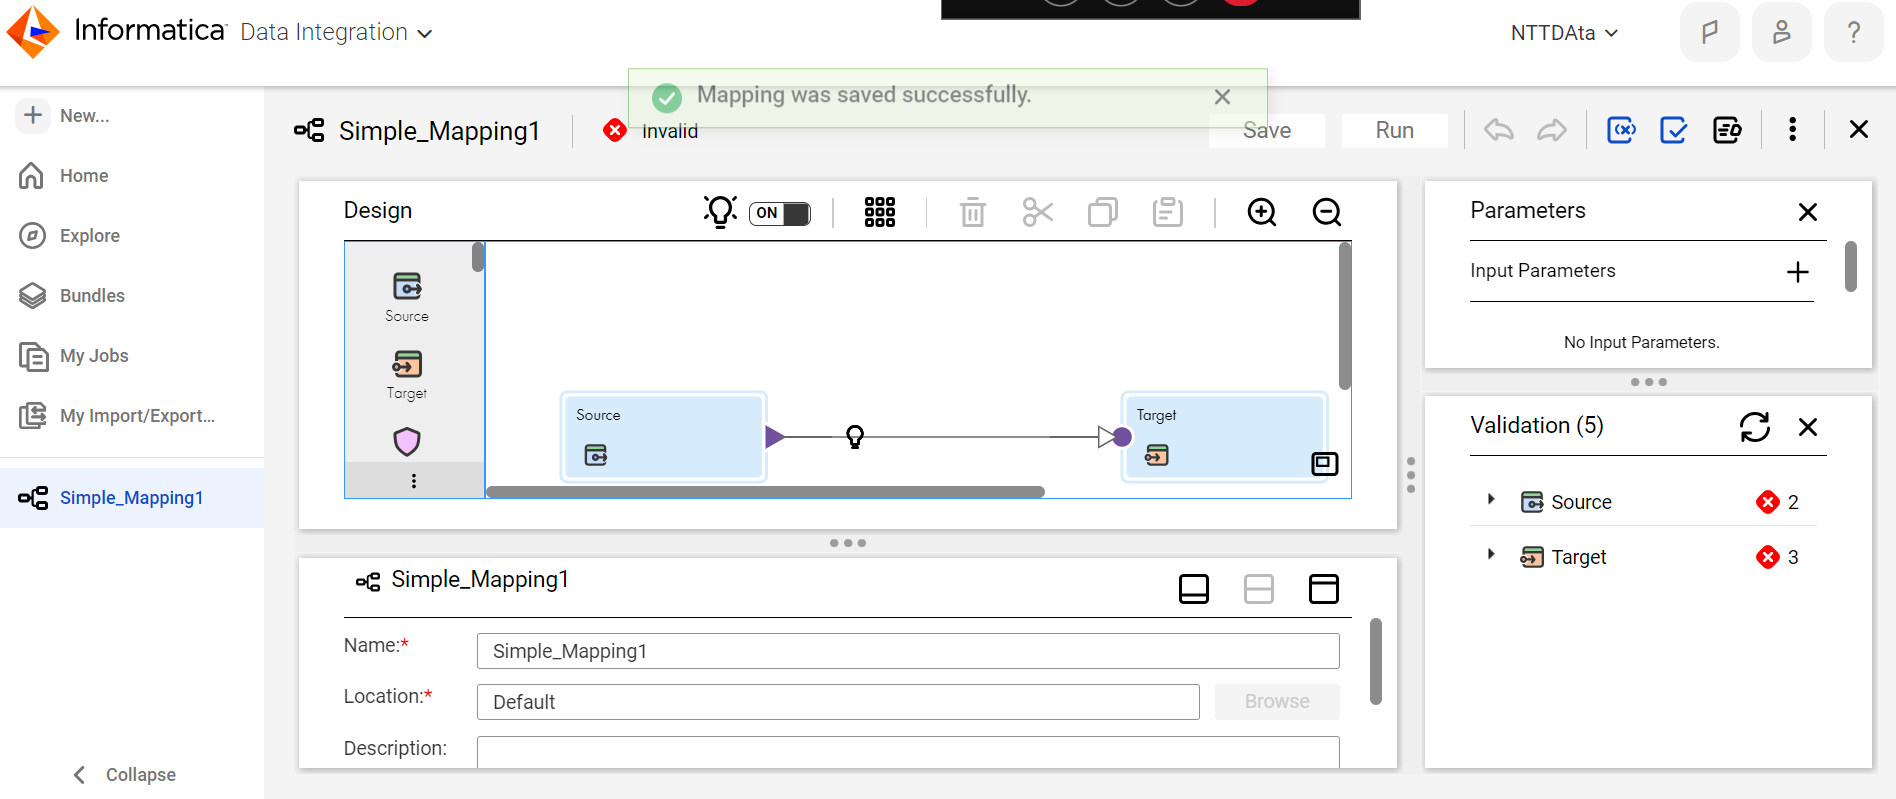 Informatica Data Integration
NTTDAta
?
Mapping was saved successfully.
New...
Home
Explore
Bundles
My Jobs
My Import/Export...
Simple_Mapping1
Collapse
Simple_Mapping1
Invalid
Save
Run
Design
ON
Source
Target
Source
Target
Simple_Mapping1
Name:*
Simple_Mapping1
Location:*
Default
Browse
Description:
Parameters
Input Parameters
No Input Parameters.
Validation (5)
Source 2
Target 3